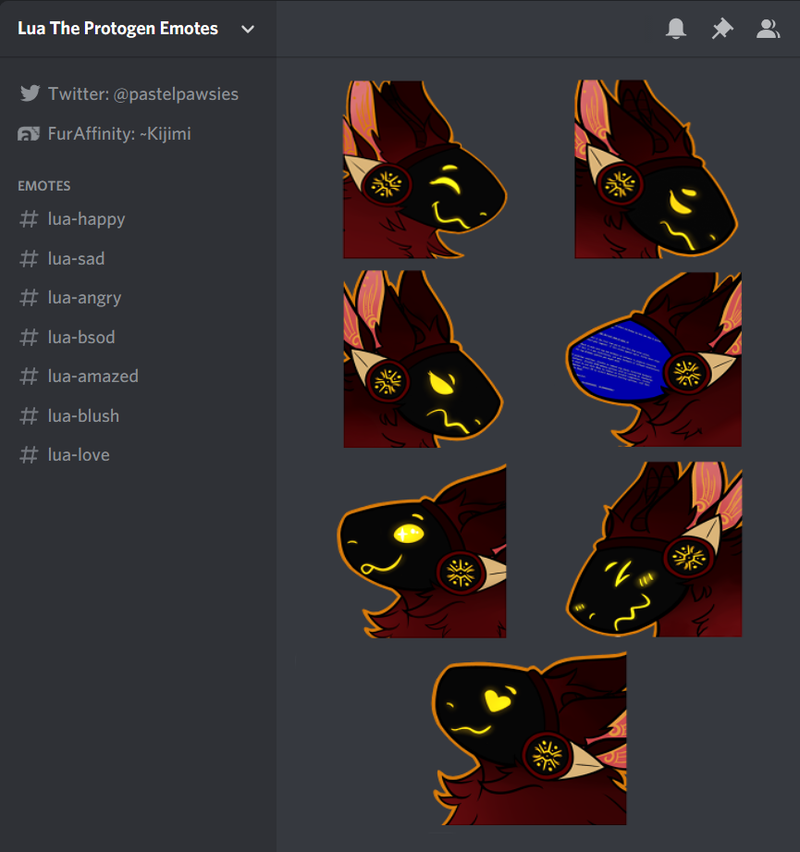 Lua The Protogen Emotes
Twitter: @pastelpawsies
FurAffinity: ~Kijimi
EMOTES
# lua-happy
# lua-sad
# lua-angry
# lua-bsod
# lua-amazed
# lua-blush
# lua-love